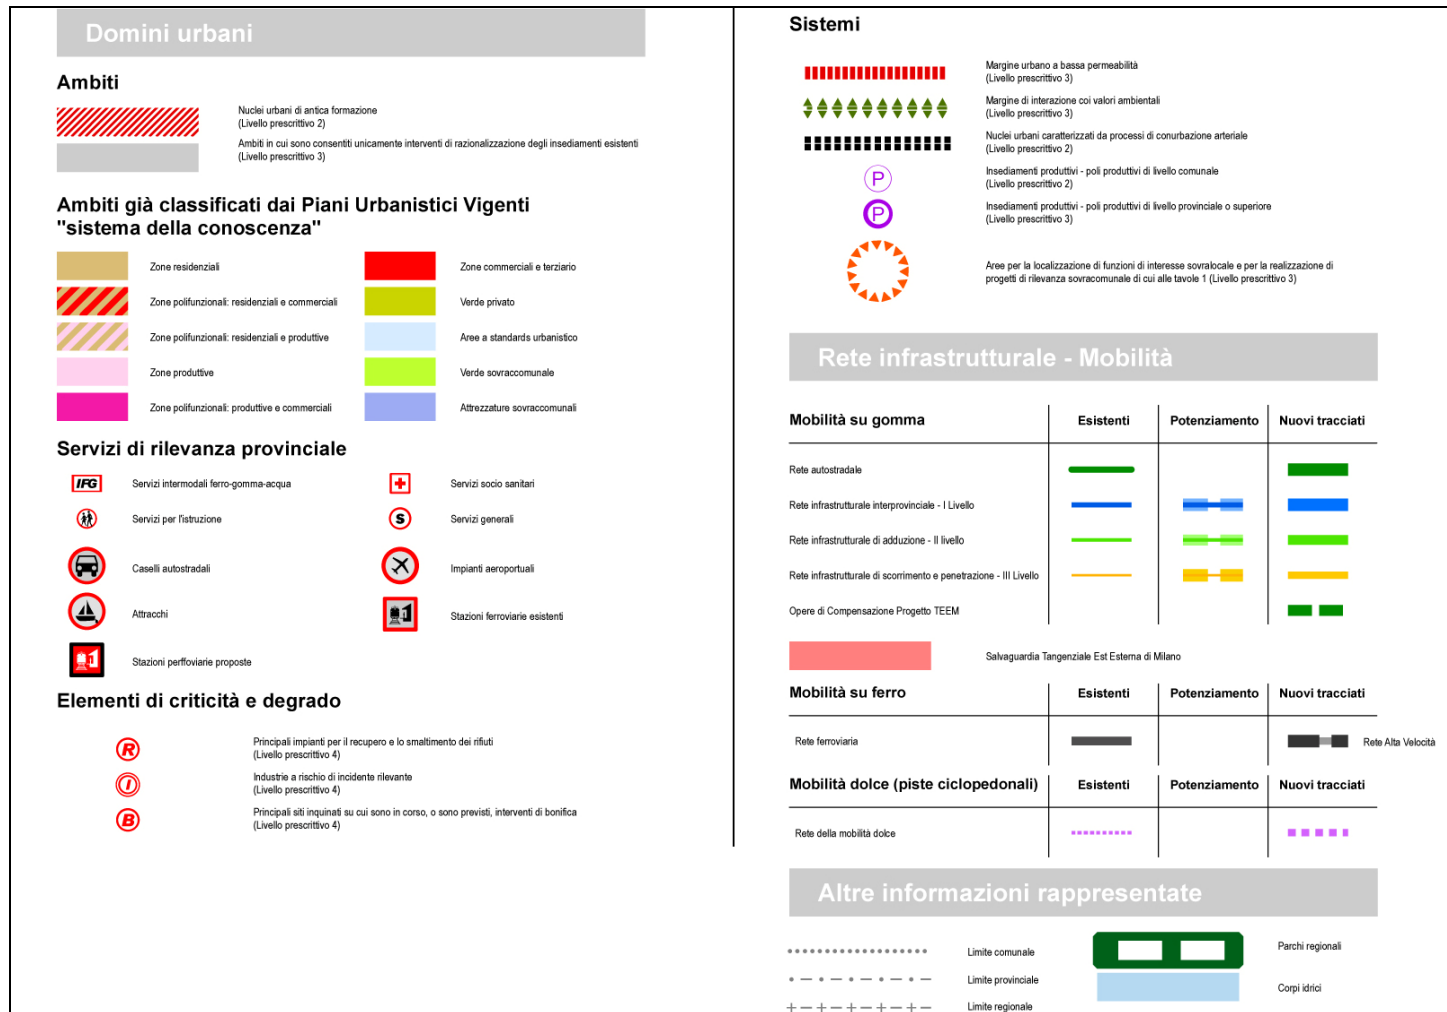 Domini urbani
Ambiti
Nuclei urbani di antica formazione
(Livello prescrittivo 2)
Ambiti in cui sono consentiti unicamente interventi di razionalizzazione degli insediamenti esistenti
(Livello prescrittivo 3)
Ambiti già classificati dai Piani Urbanistici Vigenti
"sistema della conoscenza"
Zone residenziali
Zone commerciali e terziario
Zone polifunzionali: residenziali e commerciali
Verde privato
Zone polifunzionali: residenziali e produttive
Aree a standards urbanistico
Zone produttive
Verde sovraccomunale
Zone polifunzionali: produttive e commerciali
Attrezzature sovraccomunali
Servizi di rilevanza provinciale
IFG
Servizi intermodali ferro-gomma-acqua
Servizi socio sanitari
Servizi per l'istruzione
S
Servizi generali
Caselli autostradali
Impianti aeroportuali
Attracchi
Stazioni ferroviarie esistenti
Stazioni perffoviarie proposte
Elementi di criticità e degrado
R
Principali impianti per il recupero e lo smaltimento dei rifiuti
(Livello prescrittivo 4)
I
Industrie a rischio di incidente rilevante
(Livello prescrittivo 4)
B
Principali siti inquinati su cui sono in corso, o sono previsti, interventi di bonifica
(Livello prescrittivo 4)
Sistemi
Margine urbano a bassa permeabilità
(Livello prescrittivo 3)
Margine di interazione coi valori ambientali
(Livello prescrittivo 3)
Nuclei urbani caratterizzati da processi di conurbazione arteriale
(Livello prescrittivo 2)
P
Insediamenti produttivi - poli produttivi di livello comunale
(Livello prescrittivo 2)
P
Insediamenti produttivi - poli produttivi di livello provinciale o superiore
(Livello prescrittivo 3)
Aree per la localizzazione di funzioni di interesse sovralocale e per la realizzazione di
progetti di rilevanza sovracomunale di cui alle tavole 1 (Livello prescrittivo 3)
Rete infrastrutturale - Mobilità
Mobilità su gomma Esistenti Potenziamento Nuovi tracciati
Rete autostradale
Rete infrastrutturale interprovinciale - I Livello
Rete infrastrutturale di adduzione - II livello
Rete infrastrutturale di scorrimento e penetrazione - III Livello
Opere di Compensazione Progetto TEEM
Salvaguardia Tangenziale Est Esterna di Milano
Mobilità su ferro Esistenti Potenziamento Nuovi tracciati
Rete ferroviaria
Rete Alta Velocità
Mobilità dolce (piste ciclopedonali) Esistenti Potenziamento Nuovi tracciati
Rete della mobilità dolce
Altre informazioni rappresentate
Limite comunale
Parchi regionali
Limite provinciale
Corpi idrici
Limite regionale